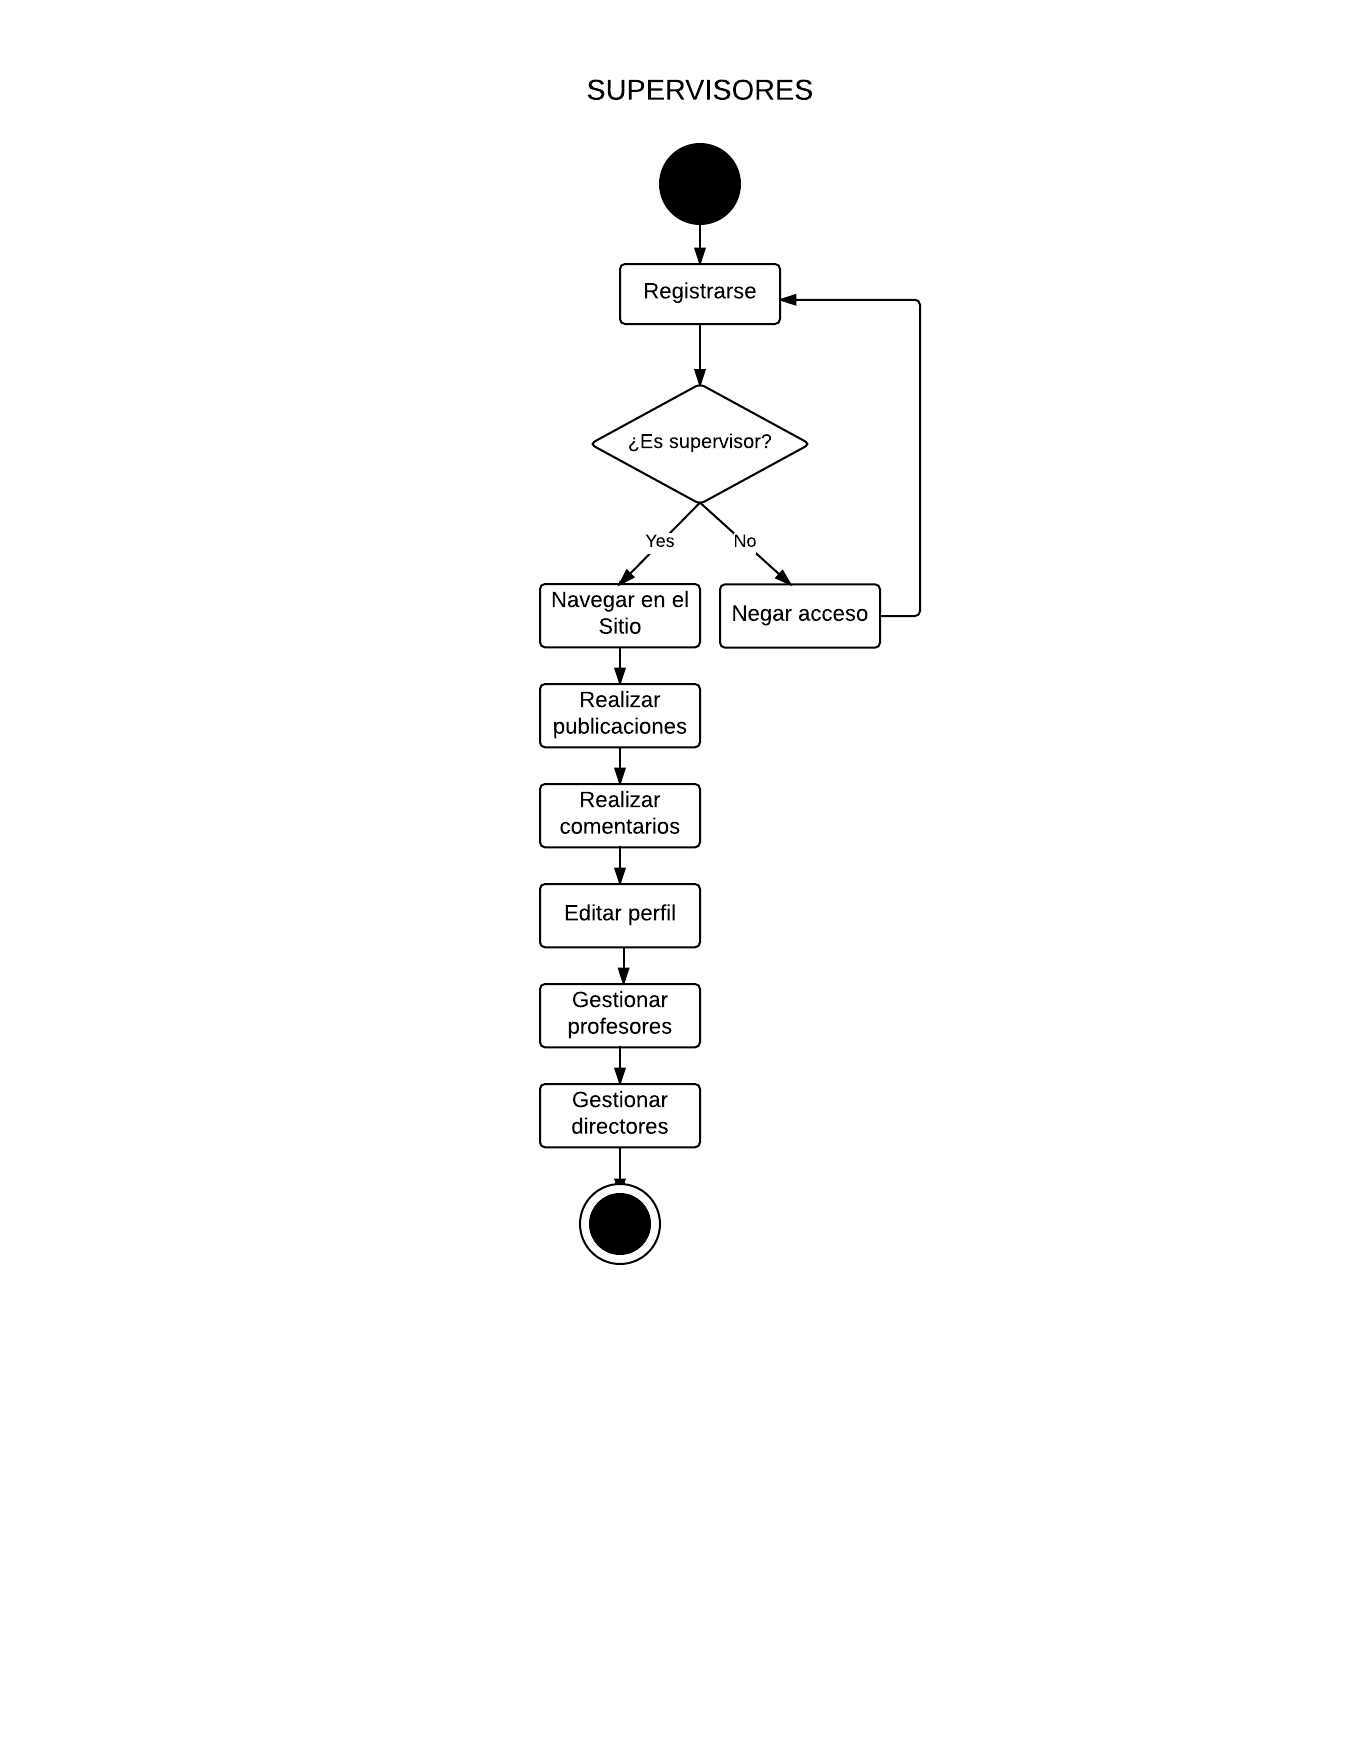 SUPERVISORES
Registrarse
¿Es supervisor?
Yes
No
Navegar en el
Sitio
Negar acceso
Realizar
publicaciones
Realizar
comentarios
Editar perfil
Gestionar
profesores
Gestionar
directores